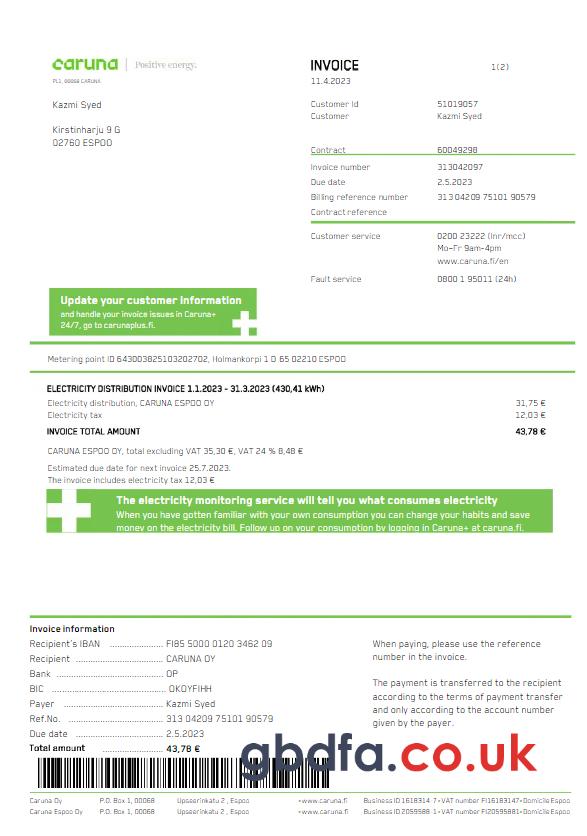 caruna | Positive energy.
PL1, 00068 CARUNA
Kazmi Syed
Kirstinharju 9 G
02760 ESPOO
INVOICE 1(2)
11.4.2023
Customer Id 51019057
Customer Kazmi Syed
Contract 60049298
Invoice number 313042097
Due date 2.5.2023
Billing reference number 313 04209 75101 90579
Contract reference
Customer service 0200 23222 (lnr/mcc)
Mo-Fr 9am-4pm
www.caruna.fi/en
Fault service 0800 1 95011 (24h)
Update your customer information
and handle your invoice issues in Caruna+
24/7, go to carunaplus.fi.
Metering point ID 643003825103202702, Holmankorpi 1 D 65 02210 ESPOO
ELECTRICITY DISTRIBUTION INVOICE 1.1.2023 - 31.3.2023 (430,41 kWh)
Electricity distribution, CARUNA ESPOO OY 31,75 €
Electricity tax 12,03 €
INVOICE TOTAL AMOUNT 43,78 €
CARUNA ESPOO OY, total excluding VAT 35,30 €, VAT 24 % 8,48 €
Estimated due date for next invoice 25.7.2023.
The invoice includes electricity tax 12,03 €
The electricity monitoring service will tell you what consumes electricity
When you have gotten familiar with your own consumption you can change your habits and save
money on the electricity bill. Follow up on your consumption by logging in Caruna+ at caruna.fi.
Invoice information
Recipient's IBAN .................... FI85 5000 0120 3462 09
Recipient ................................. CARUNA OY
Bank ........................................ OP
BIC ........................................... OKOYFIHH
Payer ....................................... Kazmi Syed
Ref.No. .................................... 313 04209 75101 90579
Due date .................................. 2.5.2023
Total amount ....................... 43,78 €
When paying, please use the reference
number in the invoice.
The payment is transferred to the recipient
according to the terms of payment transfer
and only according to the account number
given by the payer.
gbdfa.co.uk
Caruna Oy P.O. Box 1, 00068 Upseerinkatu 2 , Espoo •www.caruna.fi Business ID 1618314-7•VAT number FI16183147•Domicile Espoo
Caruna Espoo Oy P.O. Box 1, 00068 Upseerinkatu 2, Espoo •www.caruna.fi Business ID 2059588-1•VAT number FI20595881•Domicile Espoo